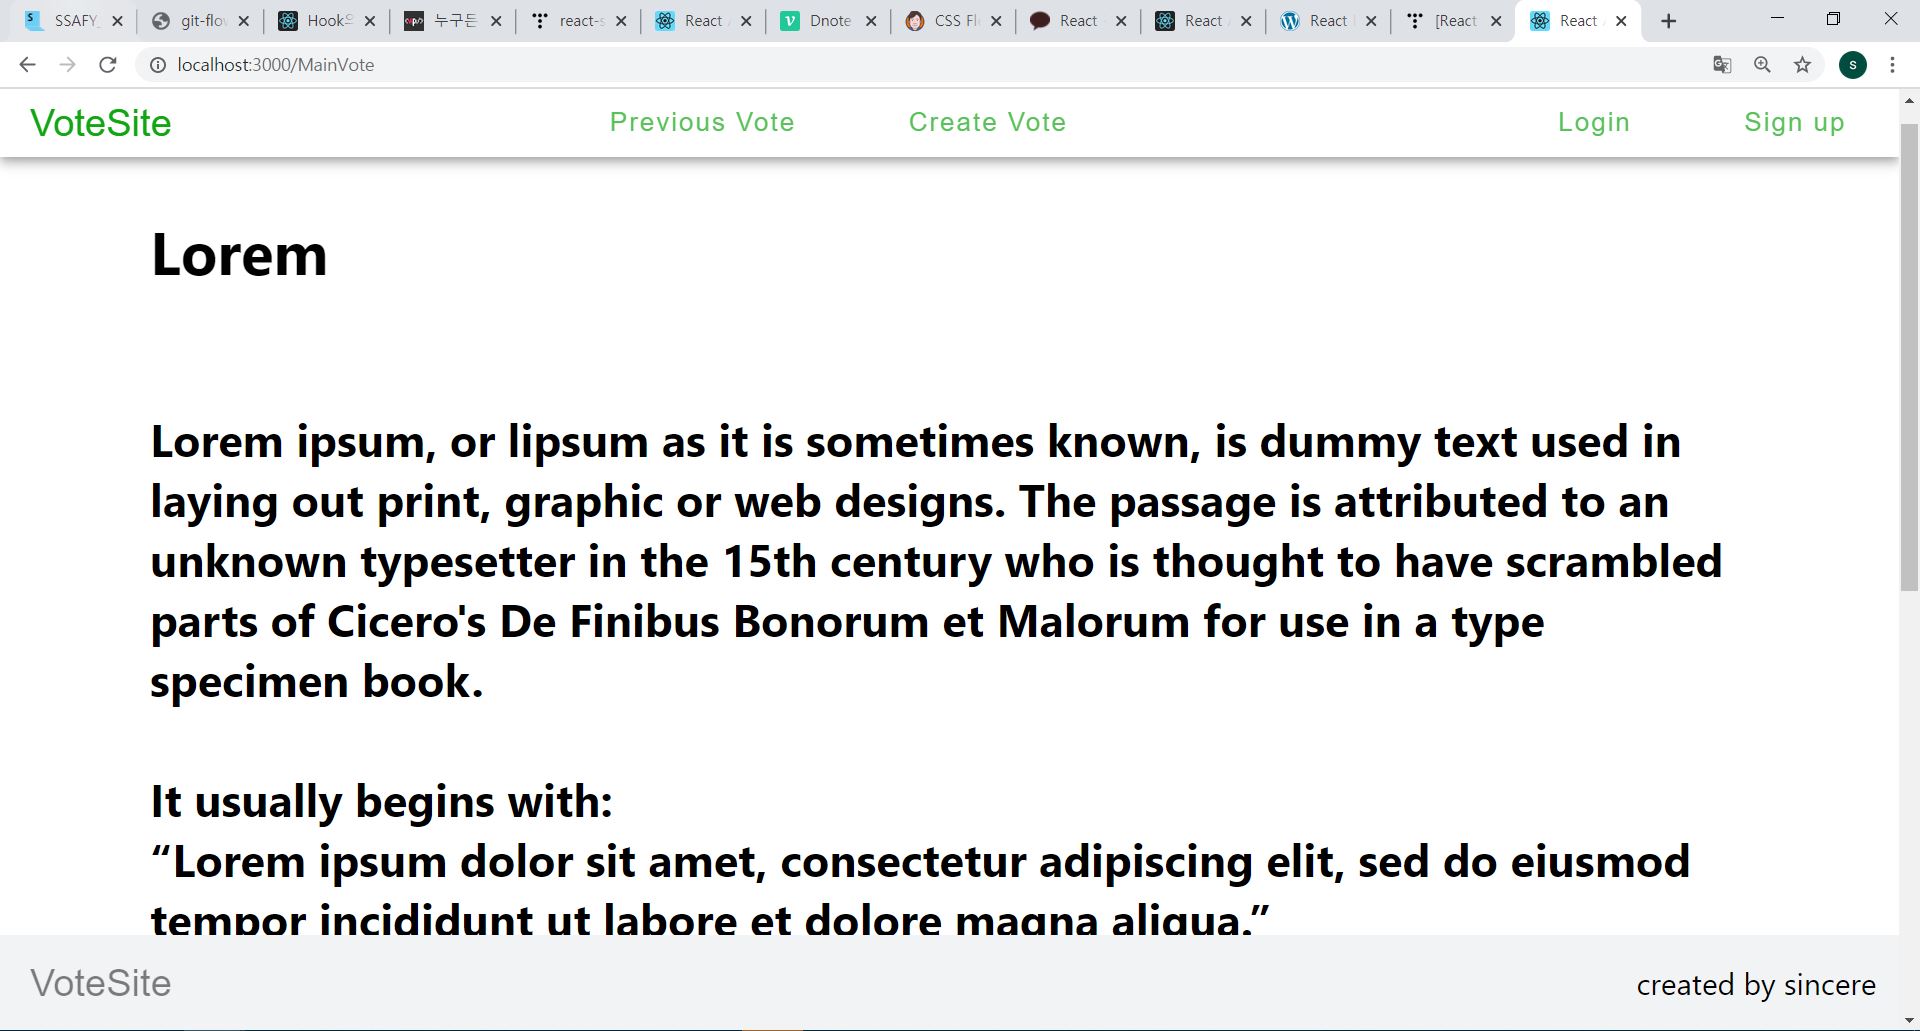 SSAFY_
git-flo
Hook으
누구든
react-s
React
Dnote
CSS Fl
React
React
React
[React
React
localhost:3000/MainVote
s
VoteSite
Previous Vote
Create Vote
Login
Sign up
Lorem
Lorem ipsum, or lipsum as it is sometimes known, is dummy text used in
laying out print, graphic or web designs. The passage is attributed to an
unknown typesetter in the 15th century who is thought to have scrambled
parts of Cicero's De Finibus Bonorum et Malorum for use in a type
specimen book.
It usually begins with:
“Lorem ipsum dolor sit amet, consectetur adipiscing elit, sed do eiusmod
tempor incididunt ut labore et dolore magna aliqua.”
VoteSite
created by sincere